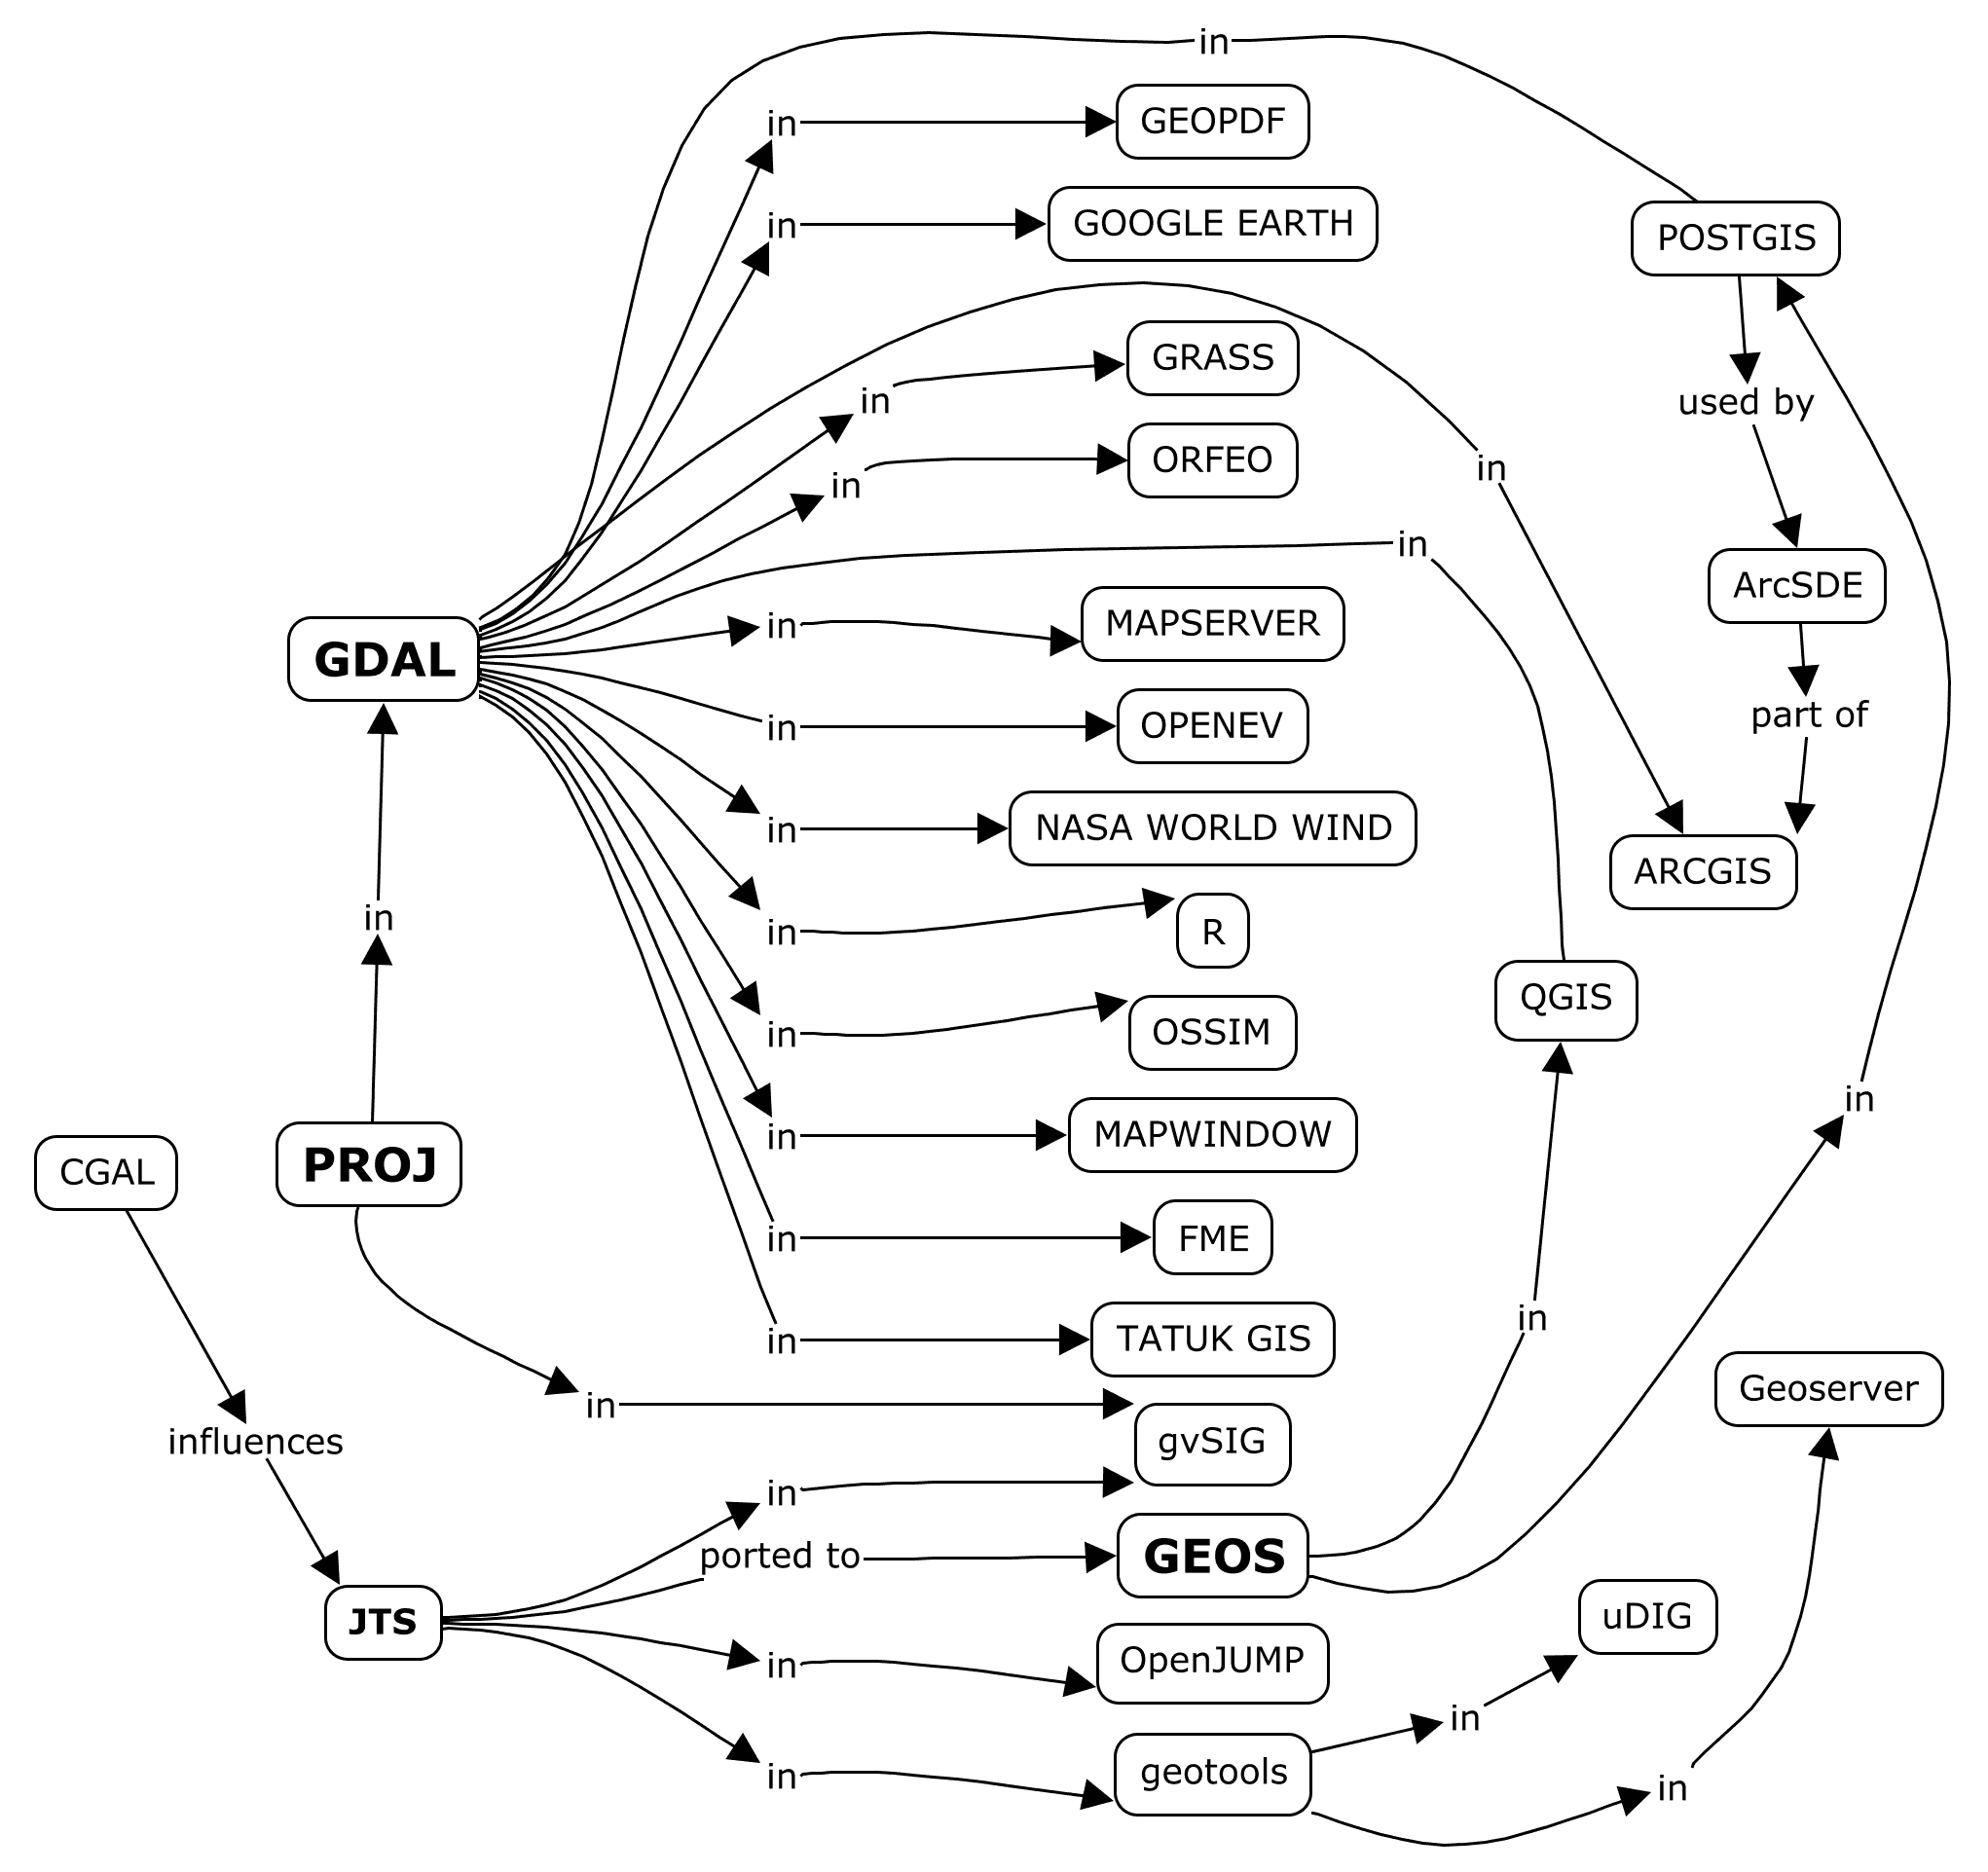 in
GEOPDF
in
GOOGLE EARTH
in
POSTGIS
GRASS
in
used by
ORFEO
in
in
in
ArcSDE
MAPSERVER
in
GDAL
part of
OPENEV
in
NASA WORLD WIND
in
ARCGIS
R
in
in
QGIS
OSSIM
in
in
MAPWINDOW
in
PROJ
CGAL
FME
in
in
TATUK GIS
in
Geoserver
in
gvSIG
influences
in
ported to
GEOS
JTS
uDIG
OpenJUMP
in
in
geotools
in
in